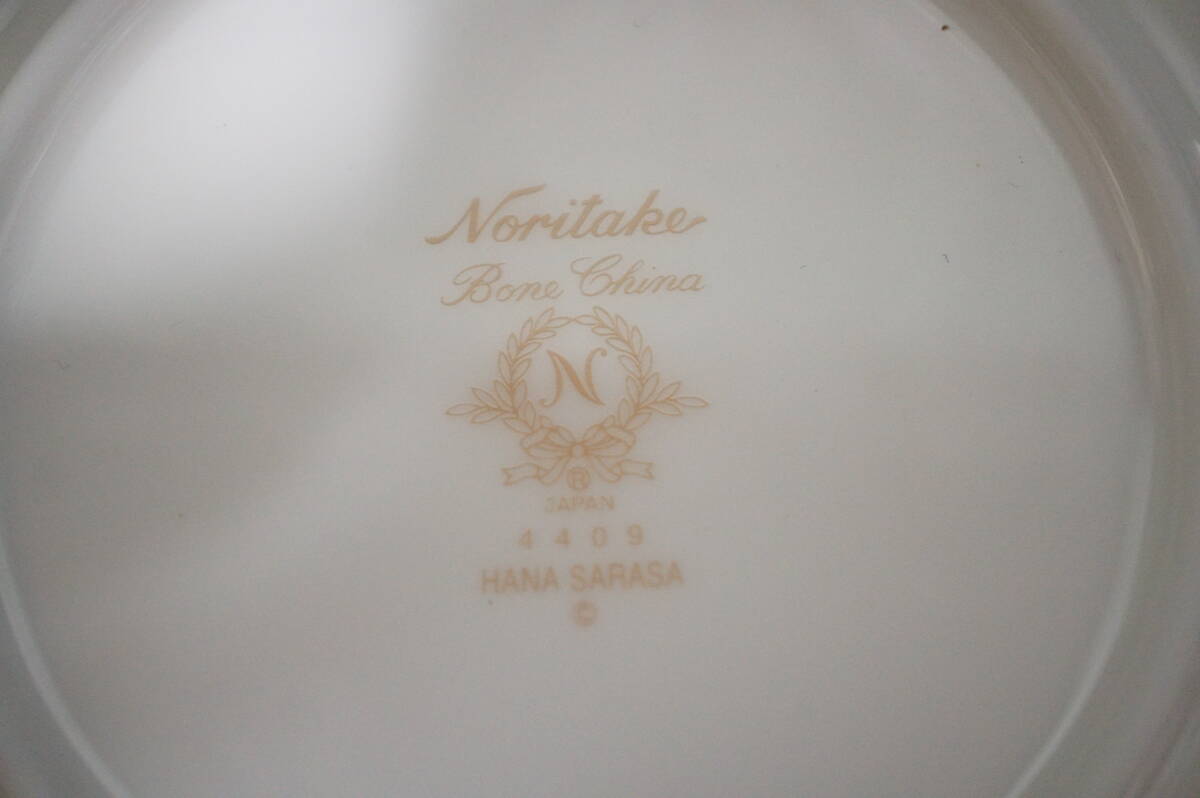 Noritake
Bone China
N
®
JAPAN
4409
HANA SARASA
©